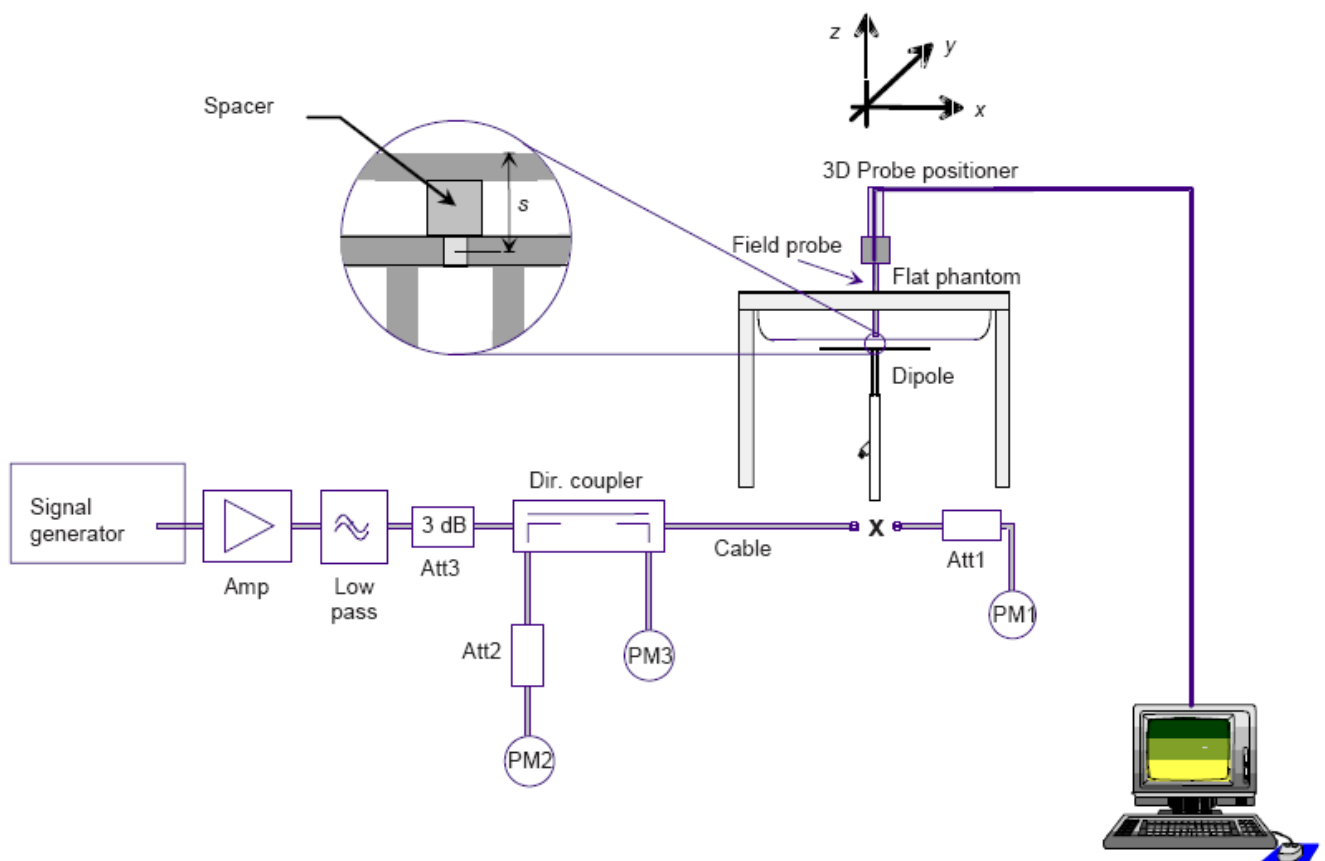 z
y
x
Spacer
s
3D Probe positioner
Field probe
Flat phantom
Dipole
Signal
generator
Amp
Low
pass
3 dB
Att3
Dir. coupler
Cable
X
Att1
PM1
Att2
PM3
PM2